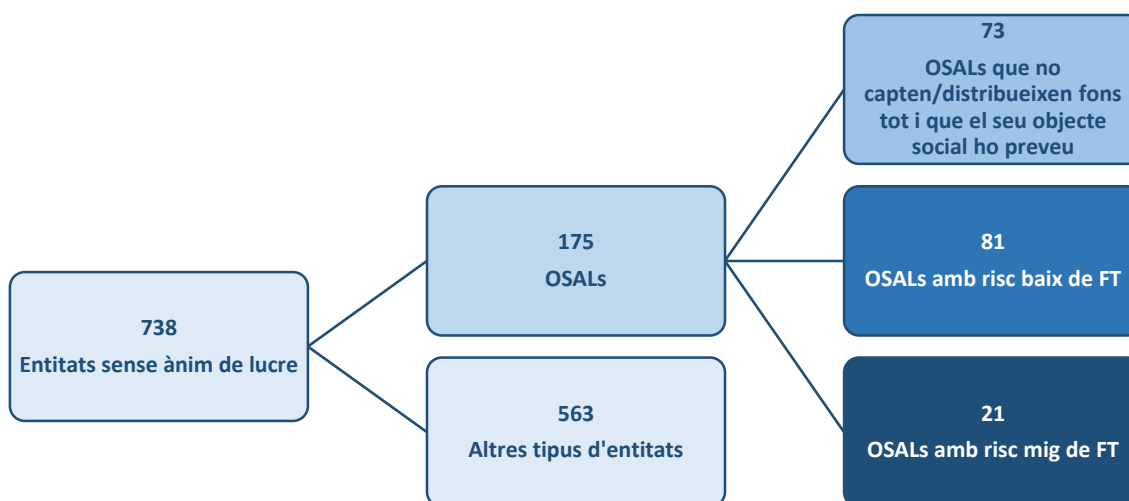 738
Entitats sense ànim de lucre
175
OSALs
563
Altres tipus d'entitats
73
OSALs que no
capten/distribueixen fons
tot i que el seu objecte
social ho preveu
81
OSALs amb risc baix de FT
21
OSALs amb risc mig de FT